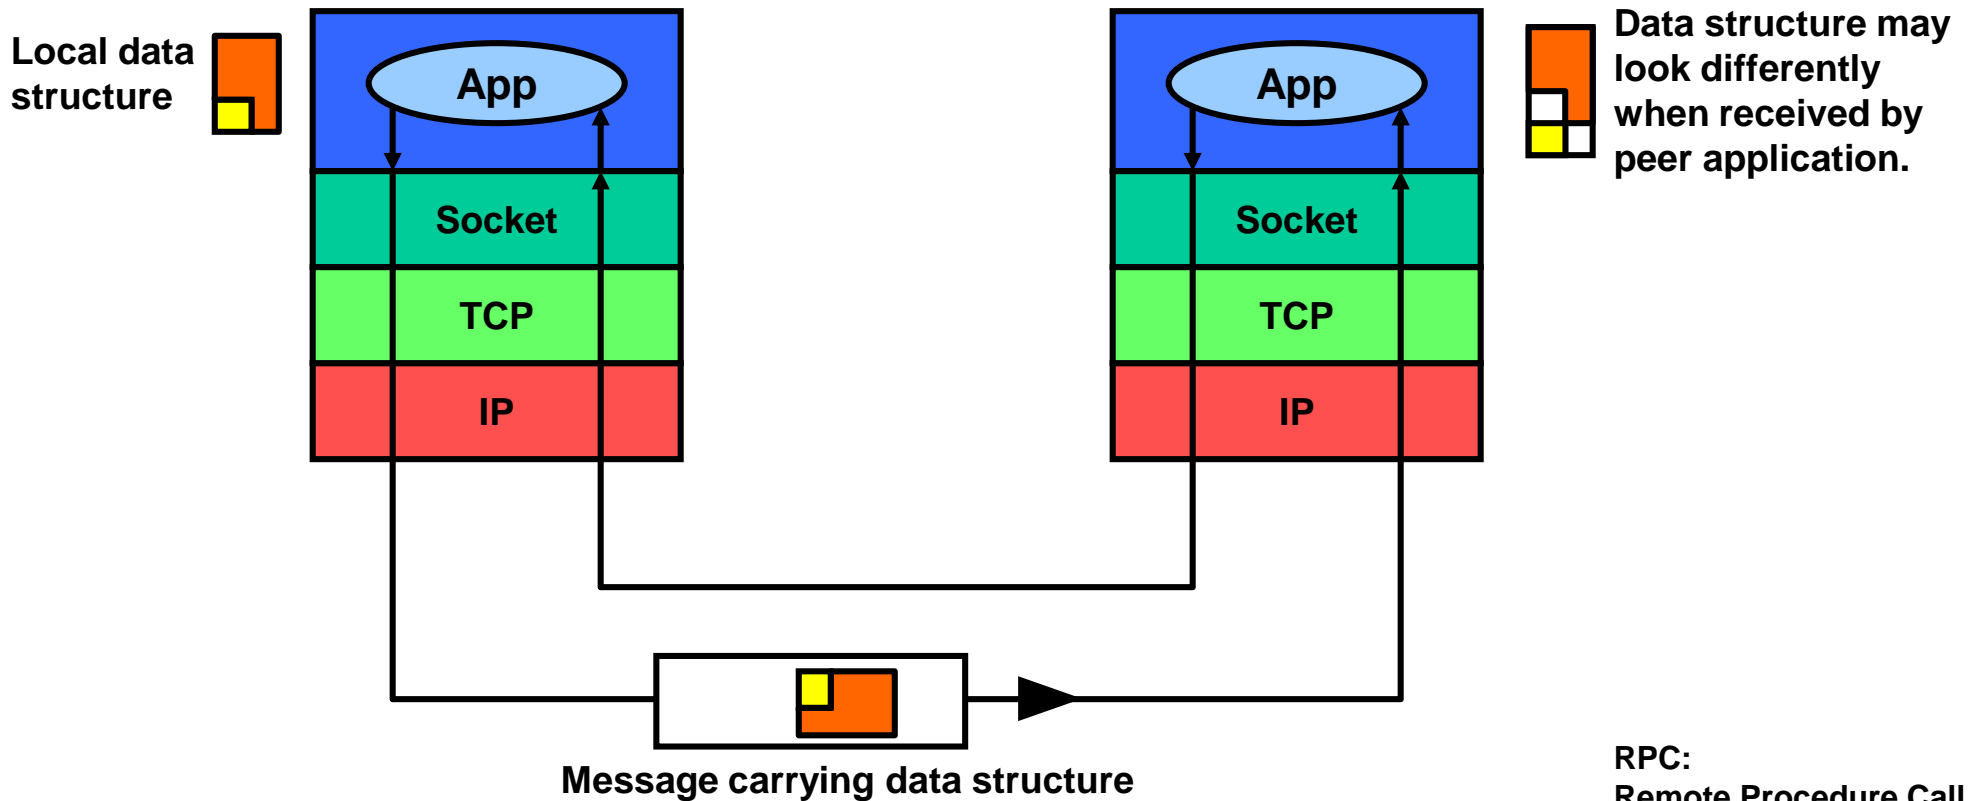 Local data
structure
App
Socket
TCP
IP
App
Socket
TCP
IP
Data structure may
look differently
when received by
peer application.
Message carrying data structure
RPC:
Remote Procedure Call